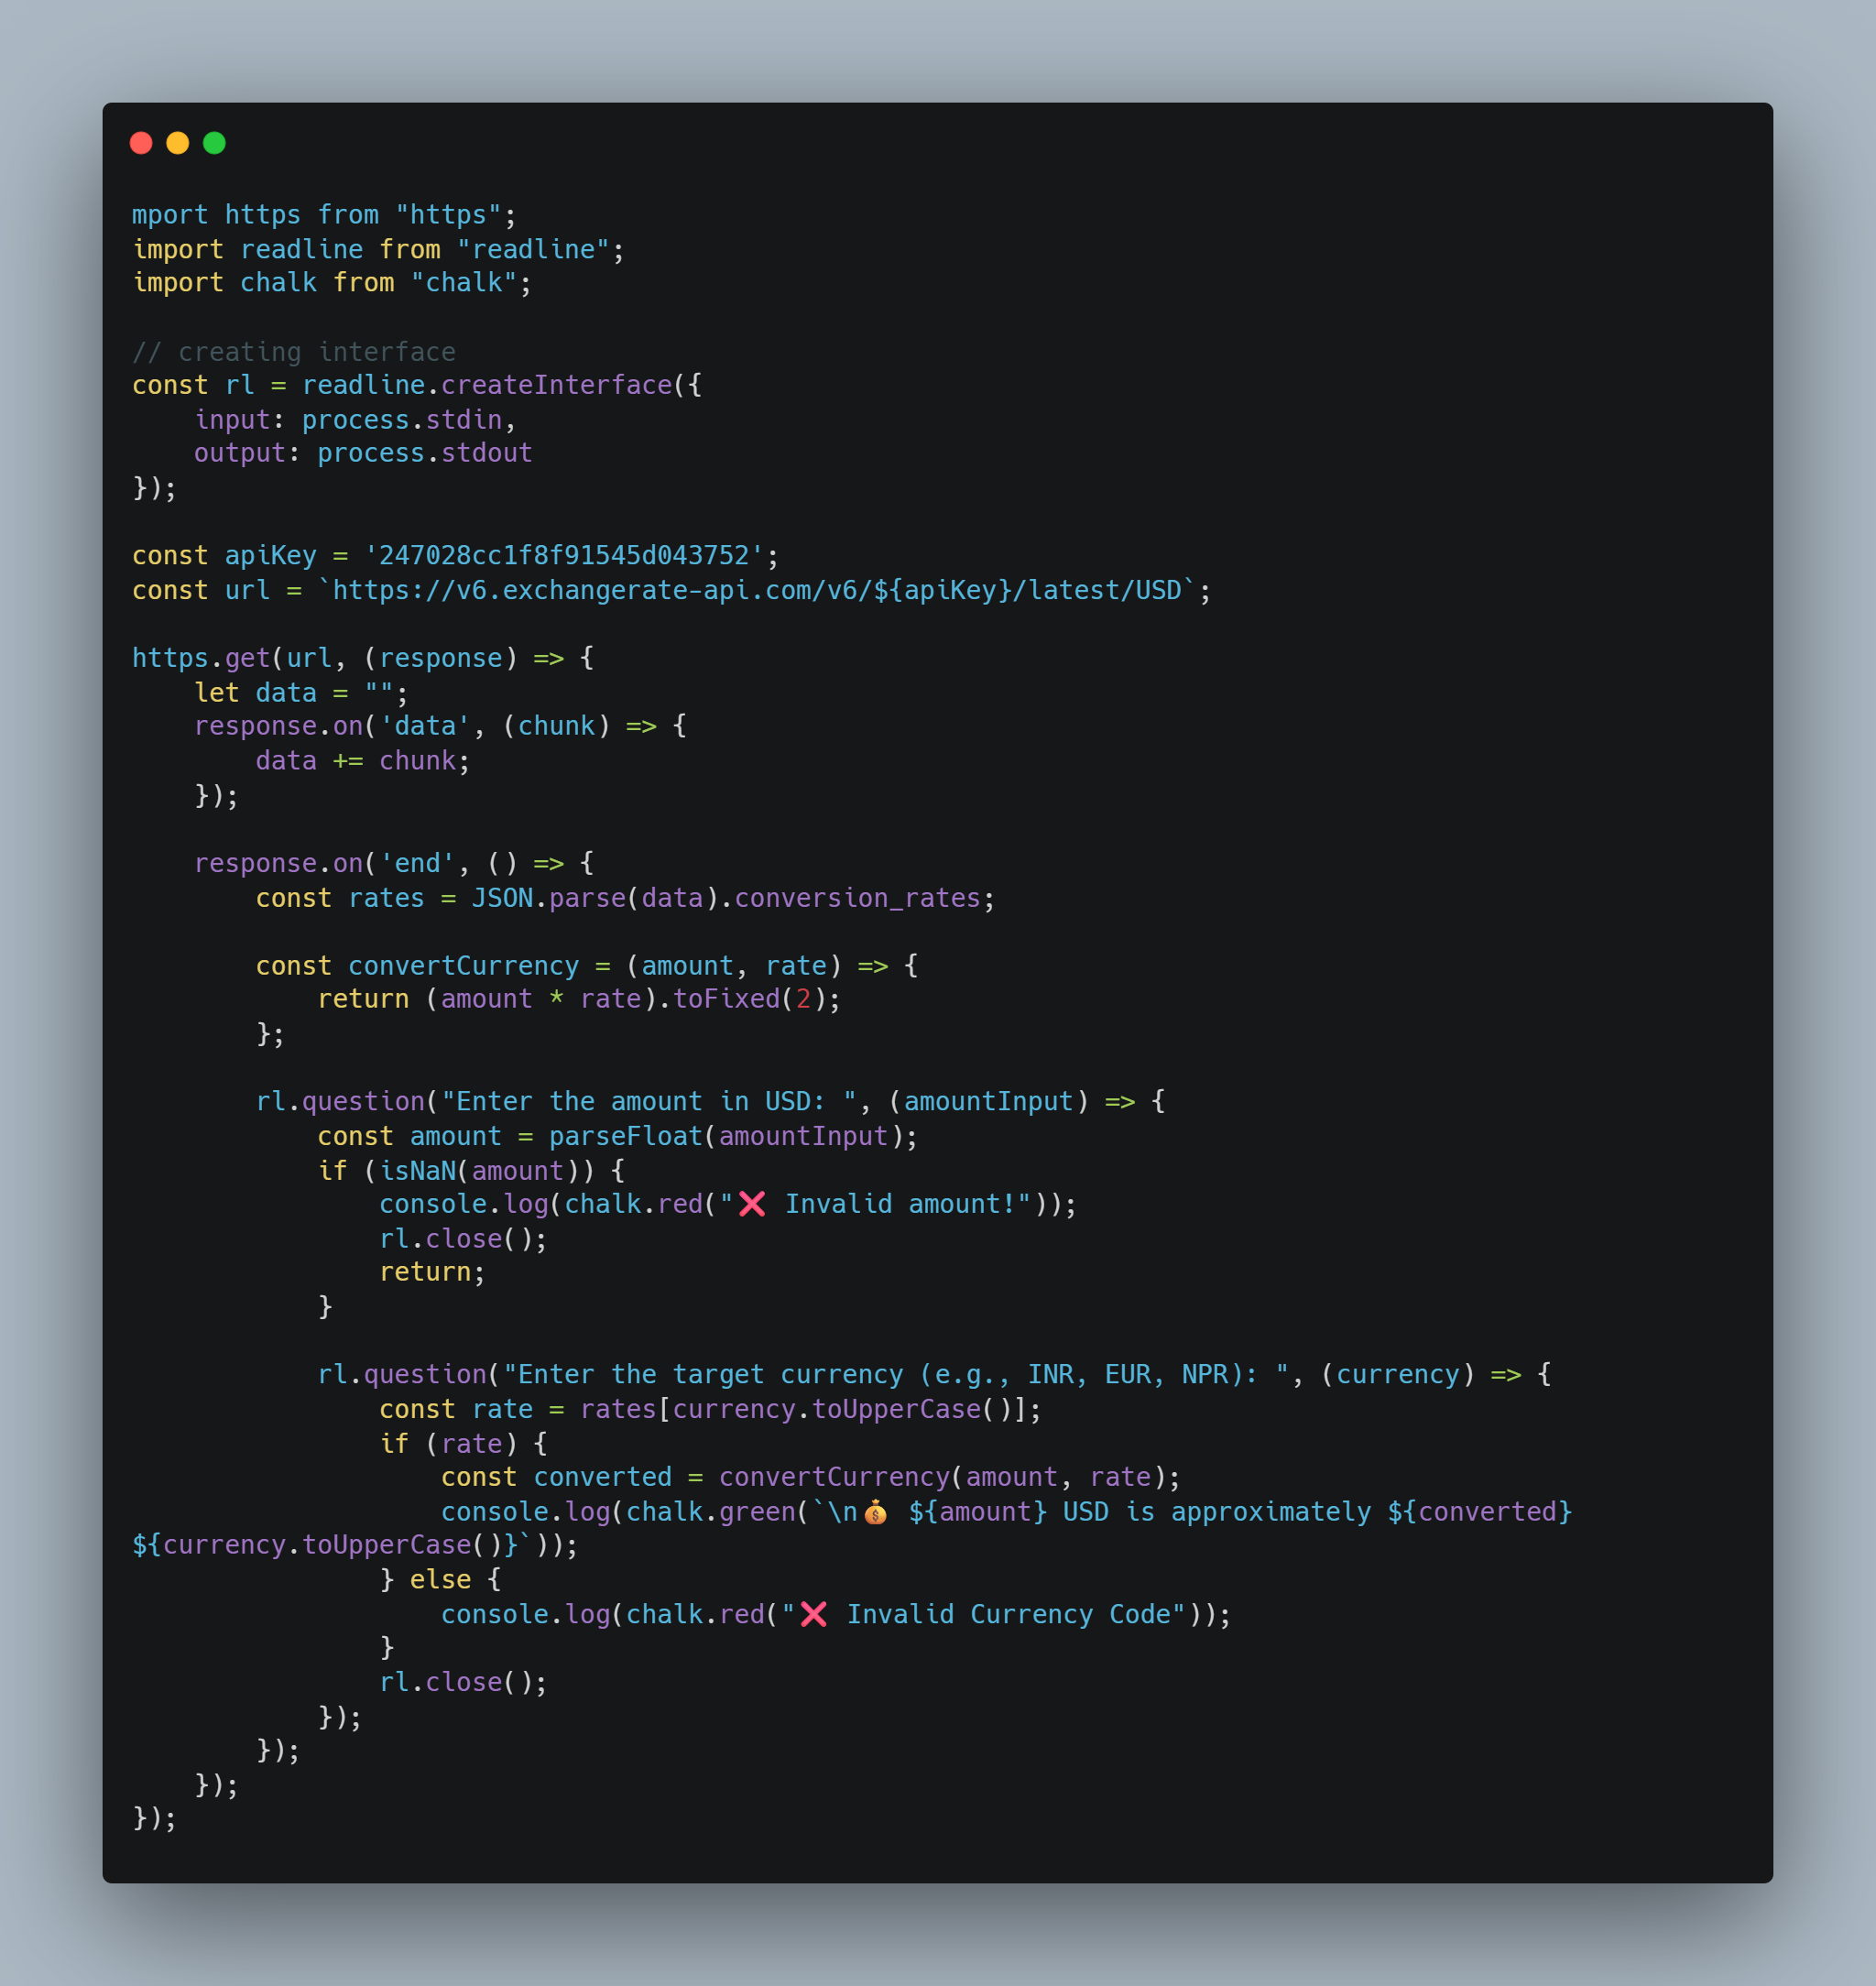 mport https from "https";
import readline from "readline";
import chalk from "chalk";

// creating interface
const rl = readline.createInterface({
    input: process.stdin,
    output: process.stdout
});

const apiKey = '247028cc1f8f91545d043752';
const url = `https://v6.exchangerate-api.com/v6/${apiKey}/latest/USD`;

https.get(url, (response) => {
    let data = "";
    response.on('data', (chunk) => {
        data += chunk;
    });

    response.on('end', () => {
        const rates = JSON.parse(data).conversion_rates;

        const convertCurrency = (amount, rate) => {
            return (amount * rate).toFixed(2);
        };

        rl.question("Enter the amount in USD: ", (amountInput) => {
            const amount = parseFloat(amountInput);
            if (isNaN(amount)) {
                console.log(chalk.red("❌ Invalid amount!"));
                rl.close();
                return;
            }

            rl.question("Enter the target currency (e.g., INR, EUR, NPR): ", (currency) => {
                const rate = rates[currency.toUpperCase()];
                if (rate) {
                    const converted = convertCurrency(amount, rate);
                    console.log(chalk.green(`\n💰 ${amount} USD is approximately ${converted}
${currency.toUpperCase()}`));
                } else {
                    console.log(chalk.red("❌ Invalid Currency Code"));
                }
                rl.close();
            });
        });
    });
});